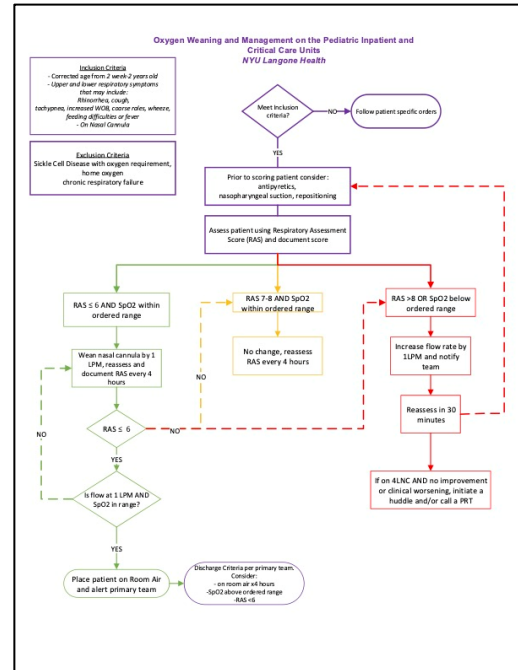 Oxygen Weaning and Management on the Pediatric Inpatient and
Critical Care Units
NYU Langone Health
Inclusion Criteria
- Corrected age from 2 week-2 years old
- Upper and lower respiratory symptoms
that may include:
Rhinorrhea, cough,
tachypnea, increased WOB, coarse rales, wheeze,
feeding difficulties or fever
- On Nasal Cannula
Exclusion Criteria
Sickle Cell Disease with oxygen requirement,
home oxygen
chronic respiratory failure
Meet Inclusion
criteria?
NO
Follow patient specific orders
YES
Prior to scoring patient consider:
antipyretics,
nasopharyngeal suction, repositioning
Assess patient using Respiratory Assessment
Score (RAS) and document score
RAS ≤ 6 AND SpO2 within
ordered range
RAS 7-8 AND SpO2
within ordered range
RAS >8 OR SpO2 below
ordered range
Wean nasal cannula by 1
LPM, reassess and
document RAS every 4
hours
No change, reassess
RAS every 4 hours
Increase flow rate by
1LPM and notify
team
NO
NO
RAS ≤ 6
NO
Reassess in 30
minutes
YES
Is flow at 1 LPM AND
SpO2 in range?
If on 4LNC AND no improvement
or clinical worsening, initiate a
huddle and/or call a PRT
YES
Place patient on Room Air
and alert primary team
Discharge Criteria per primary team.
Consider:
- on room air x4 hours
-SpO2 above ordered range
-RAS <6